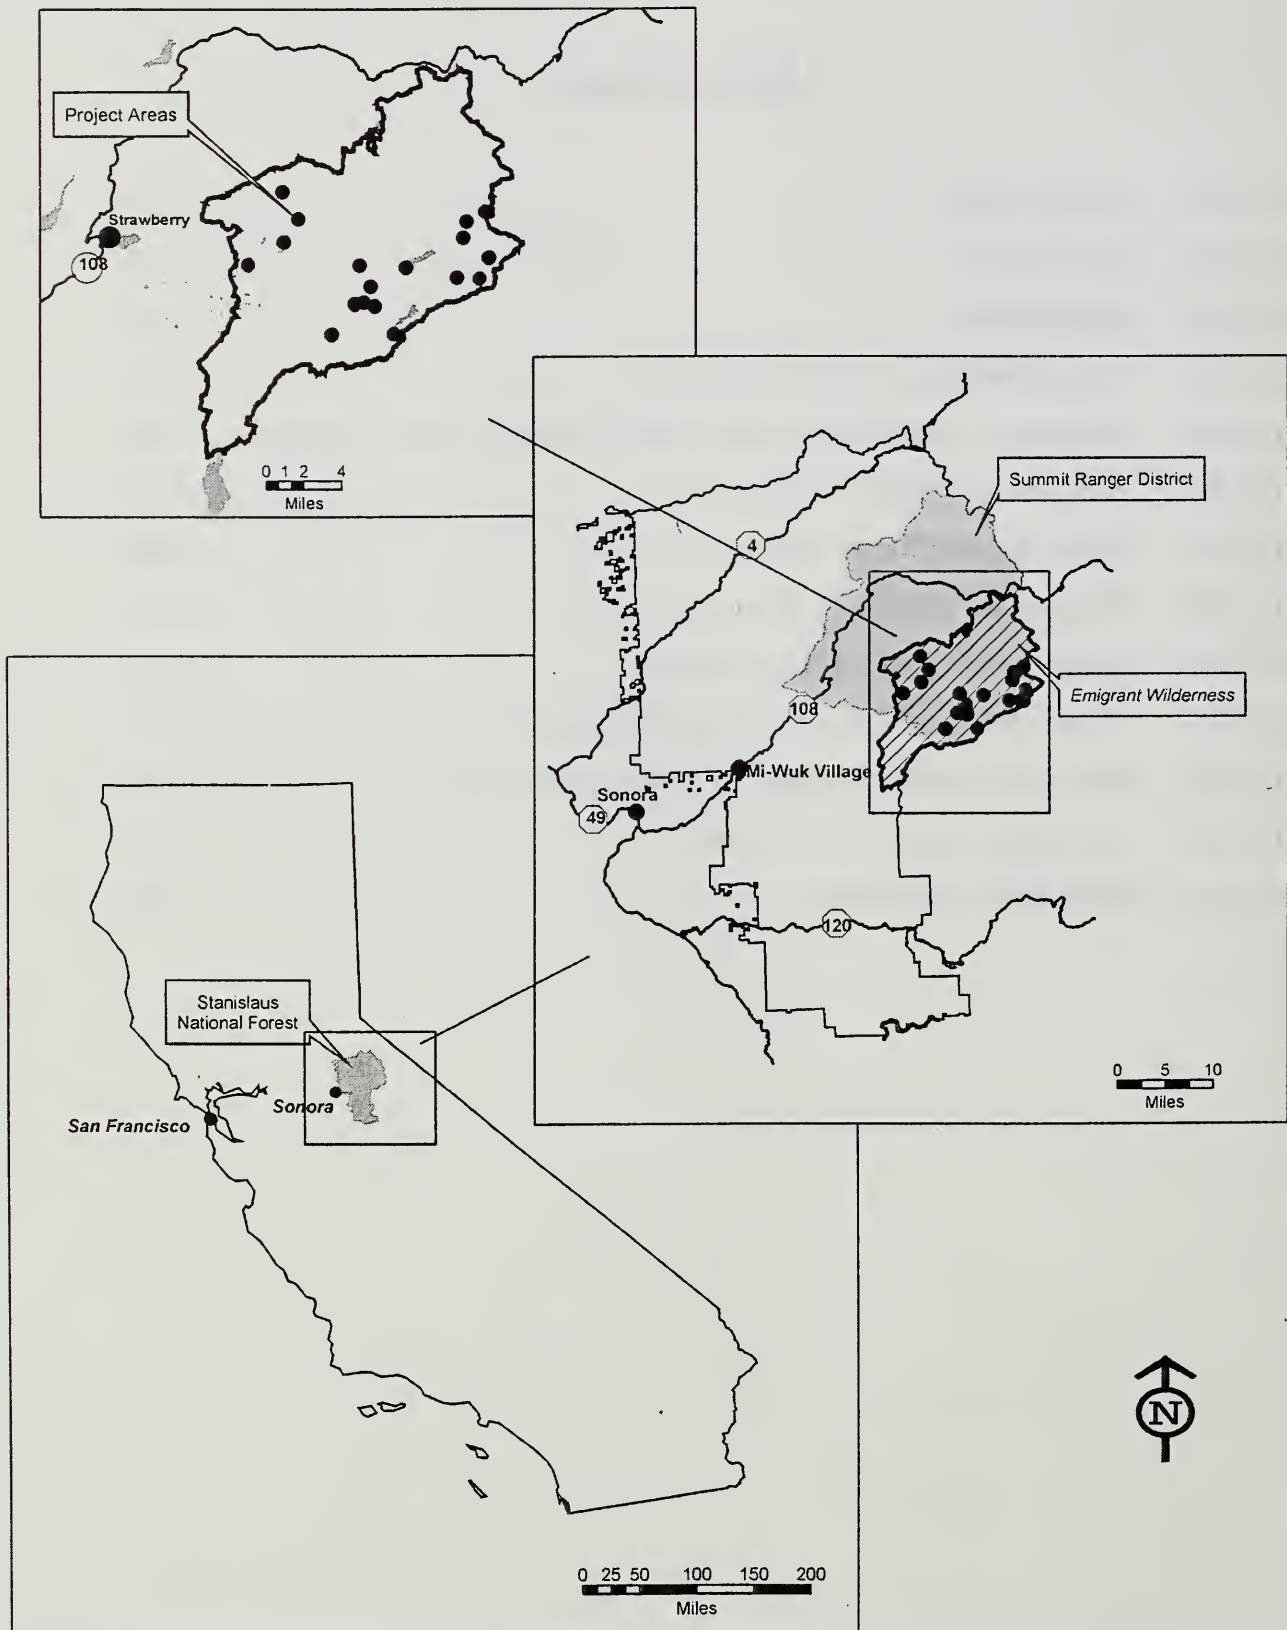 Project Areas
Strawberry
108
0 1 2 4
Miles
Summit Ranger District
4
Emigrant Wilderness
108
Mi-Wuk Village
Sonora
49
120
0 5 10
Miles
Stanislaus
National Forest
Sonora
San Francisco
N
0 25 50 100 150 200
Miles